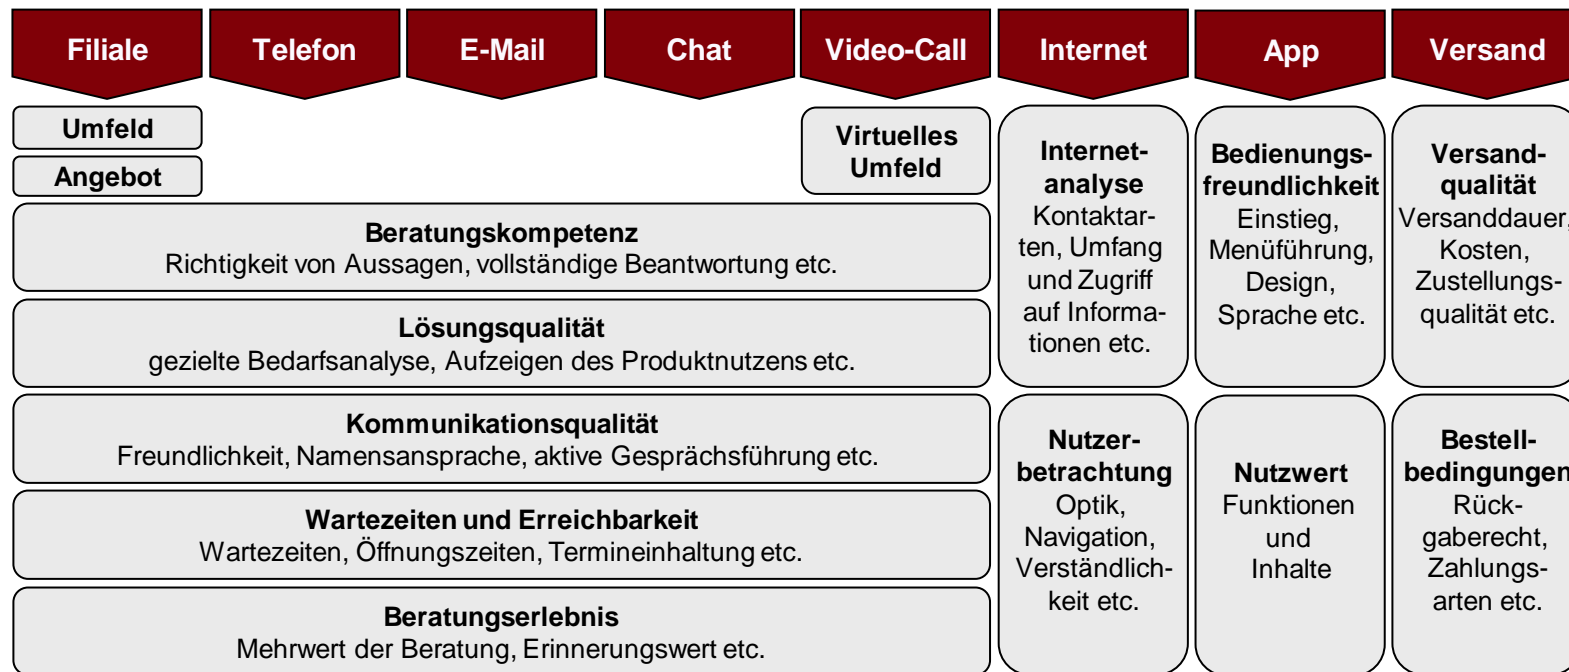 Filiale
Telefon
E-Mail
Chat
Video-Call
Internet
App
Versand
Umfeld
Angebot
Virtuelles
Umfeld
Beratungskompetenz
Richtigkeit von Aussagen, vollständige Beantwortung etc.
Lösungsqualität
gezielte Bedarfsanalyse, Aufzeigen des Produktnutzens etc.
Kommunikationsqualität
Freundlichkeit, Namensansprache, aktive Gesprächsführung etc.
Wartezeiten und Erreichbarkeit
Wartezeiten, Öffnungszeiten, Termineinhaltung etc.
Beratungserlebnis
Mehrwert der Beratung, Erinnerungswert etc.
Internet-
analyse
Kontaktar-
ten, Umfang
und Zugriff
auf Informa-
tionen etc.
Nutzer-
betrachtung
Optik,
Navigation,
Verständlich-
keit etc.
Bedienungs-
freundlichkeit
Einstieg,
Menüführung,
Design,
Sprache etc.
Nutzwert
Funktionen
und
Inhalte
Versand-
qualität
Versanddauer,
Kosten,
Zustellungs-
qualität etc.
Bestell-
bedingungen
Rück-
gaberecht,
Zahlungs-
arten etc.